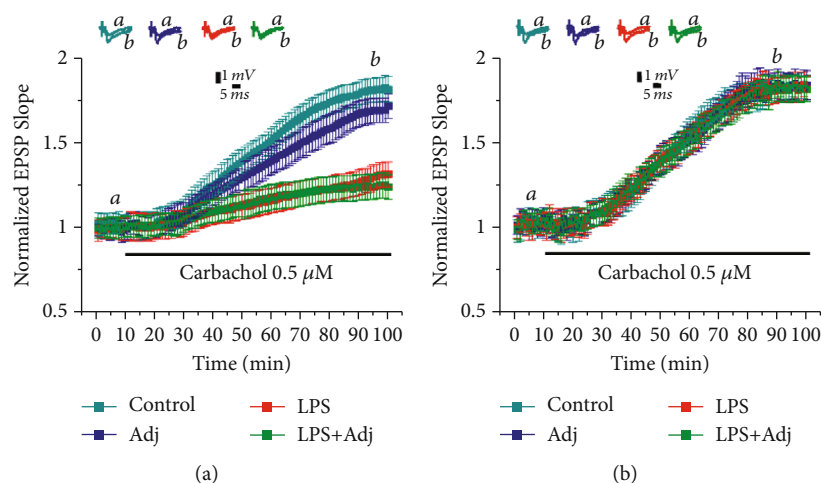 a a a a
b b b b
1 mV
5 ms
Normalized EPSP Slope
2
1.5
1
0.5
a
b
Carbachol 0.5 μM
0 10 20 30 40 50 60 70 80 90 100
Time (min)
Control LPS
Adj LPS+Adj
(a)
a a a a
b b b b
1 mV
5 ms
Normalized EPSP Slope
2
1.5
1
0.5
a
b
Carbachol 0.5 μM
0 10 20 30 40 50 60 70 80 90 100
Time (min)
Control LPS
Adj LPS+Adj
(b)